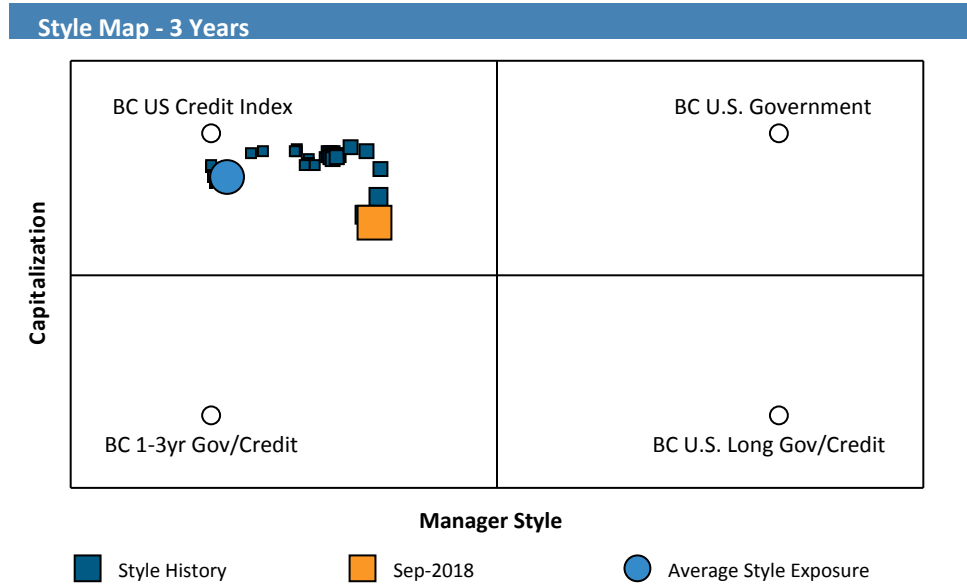 Style Map - 3 Years
BC US Credit Index
BC U.S. Government
Capitalization
BC 1-3yr Gov/Credit
BC U.S. Long Gov/Credit
Manager Style
Style History
Sep-2018
Average Style Exposure